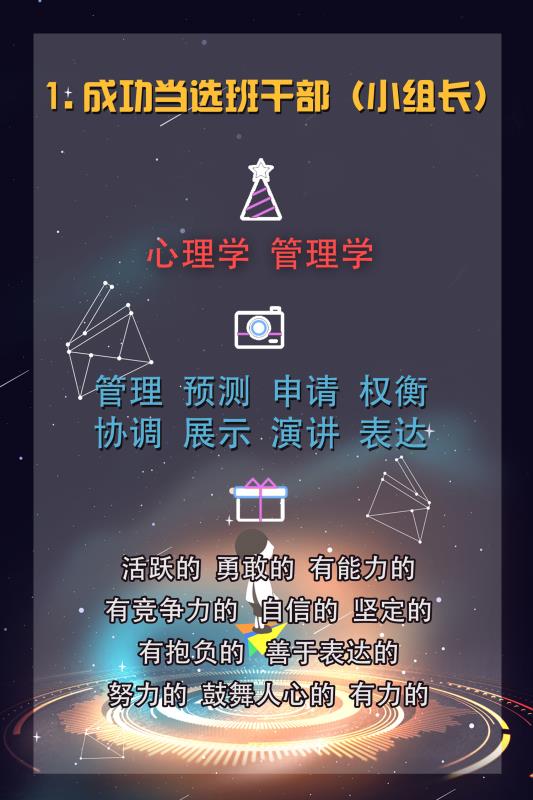 1.成功当选班干部（小组长）
心理学 管理学
管理 预测 申请 权衡
协调 展示 演讲 表达
活跃的 勇敢的 有能力的
有竞争力的 自信的 坚定的
有抱负的 善于表达的
努力的 鼓舞人心的 有力的